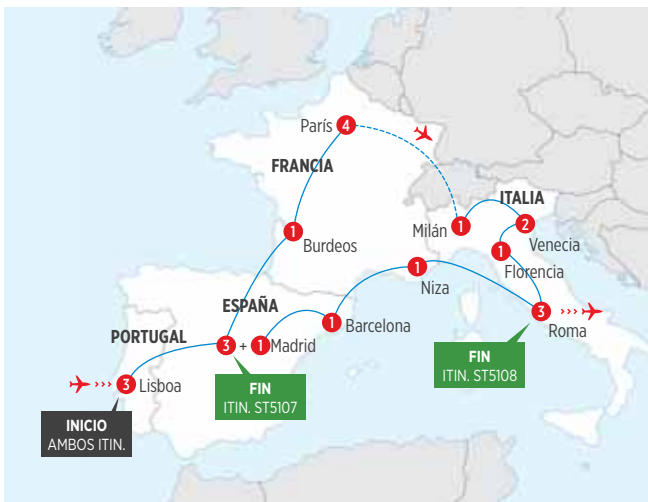 París 4
FRANCIA
ITALIA
Milán 1
2
Venecia
1
Burdeos
1
Florencia
1
Niza
ESPAÑA
1
Barcelona
3
Roma
PORTUGAL
3 + 1 Madrid
FIN
ITIN. ST5108
3 Lisboa
FIN
ITIN. ST5107
INICIO
AMBOS ITIN.